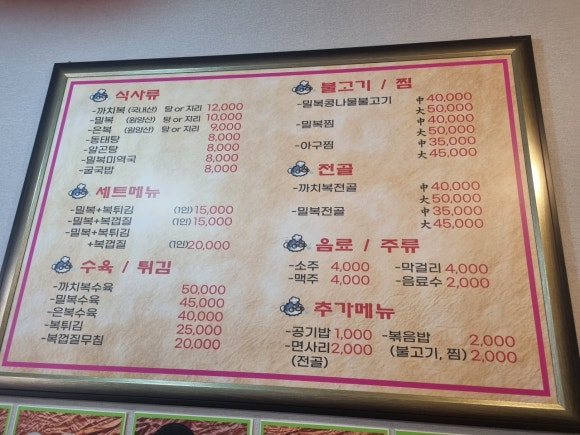 식사류
-까치복 (국내산) 탕 or 지리 12,000
-밀복 (원양산) 탕 or 지리 10,000
-은복 (원양산) 탕 or 지리 9,000
-동태탕 8,000
-알곤탕 8,000
-밀복미역국 8,000
-굴국밥 8,000
세트메뉴
-밀복+복튀김 (1인) 15,000
-밀복+복껍질 (1인) 15,000
-밀복+복튀김
+복껍질 (1인) 20,000
수육 / 튀김
-까치복수육 50,000
-밀복수육 45,000
-은복수육 40,000
-복튀김 25,000
-복껍질무침 20,000
불고기 / 찜
-밀복콩나물불고기 中 40,000
大 50,000
-밀복찜 中 40,000
大 50,000
-아구찜 中 35,000
大 45,000
전골
-까치복전골 中 40,000
大 50,000
-밀복전골 中 35,000
大 45,000
음료 / 주류
-소주 4,000 -막걸리 4,000
-맥주 4,000 -음료수 2,000
추가메뉴
-공기밥 1,000 -볶음밥 2,000
-면사리 2,000 (불고기, 찜) 2,000
(전골)